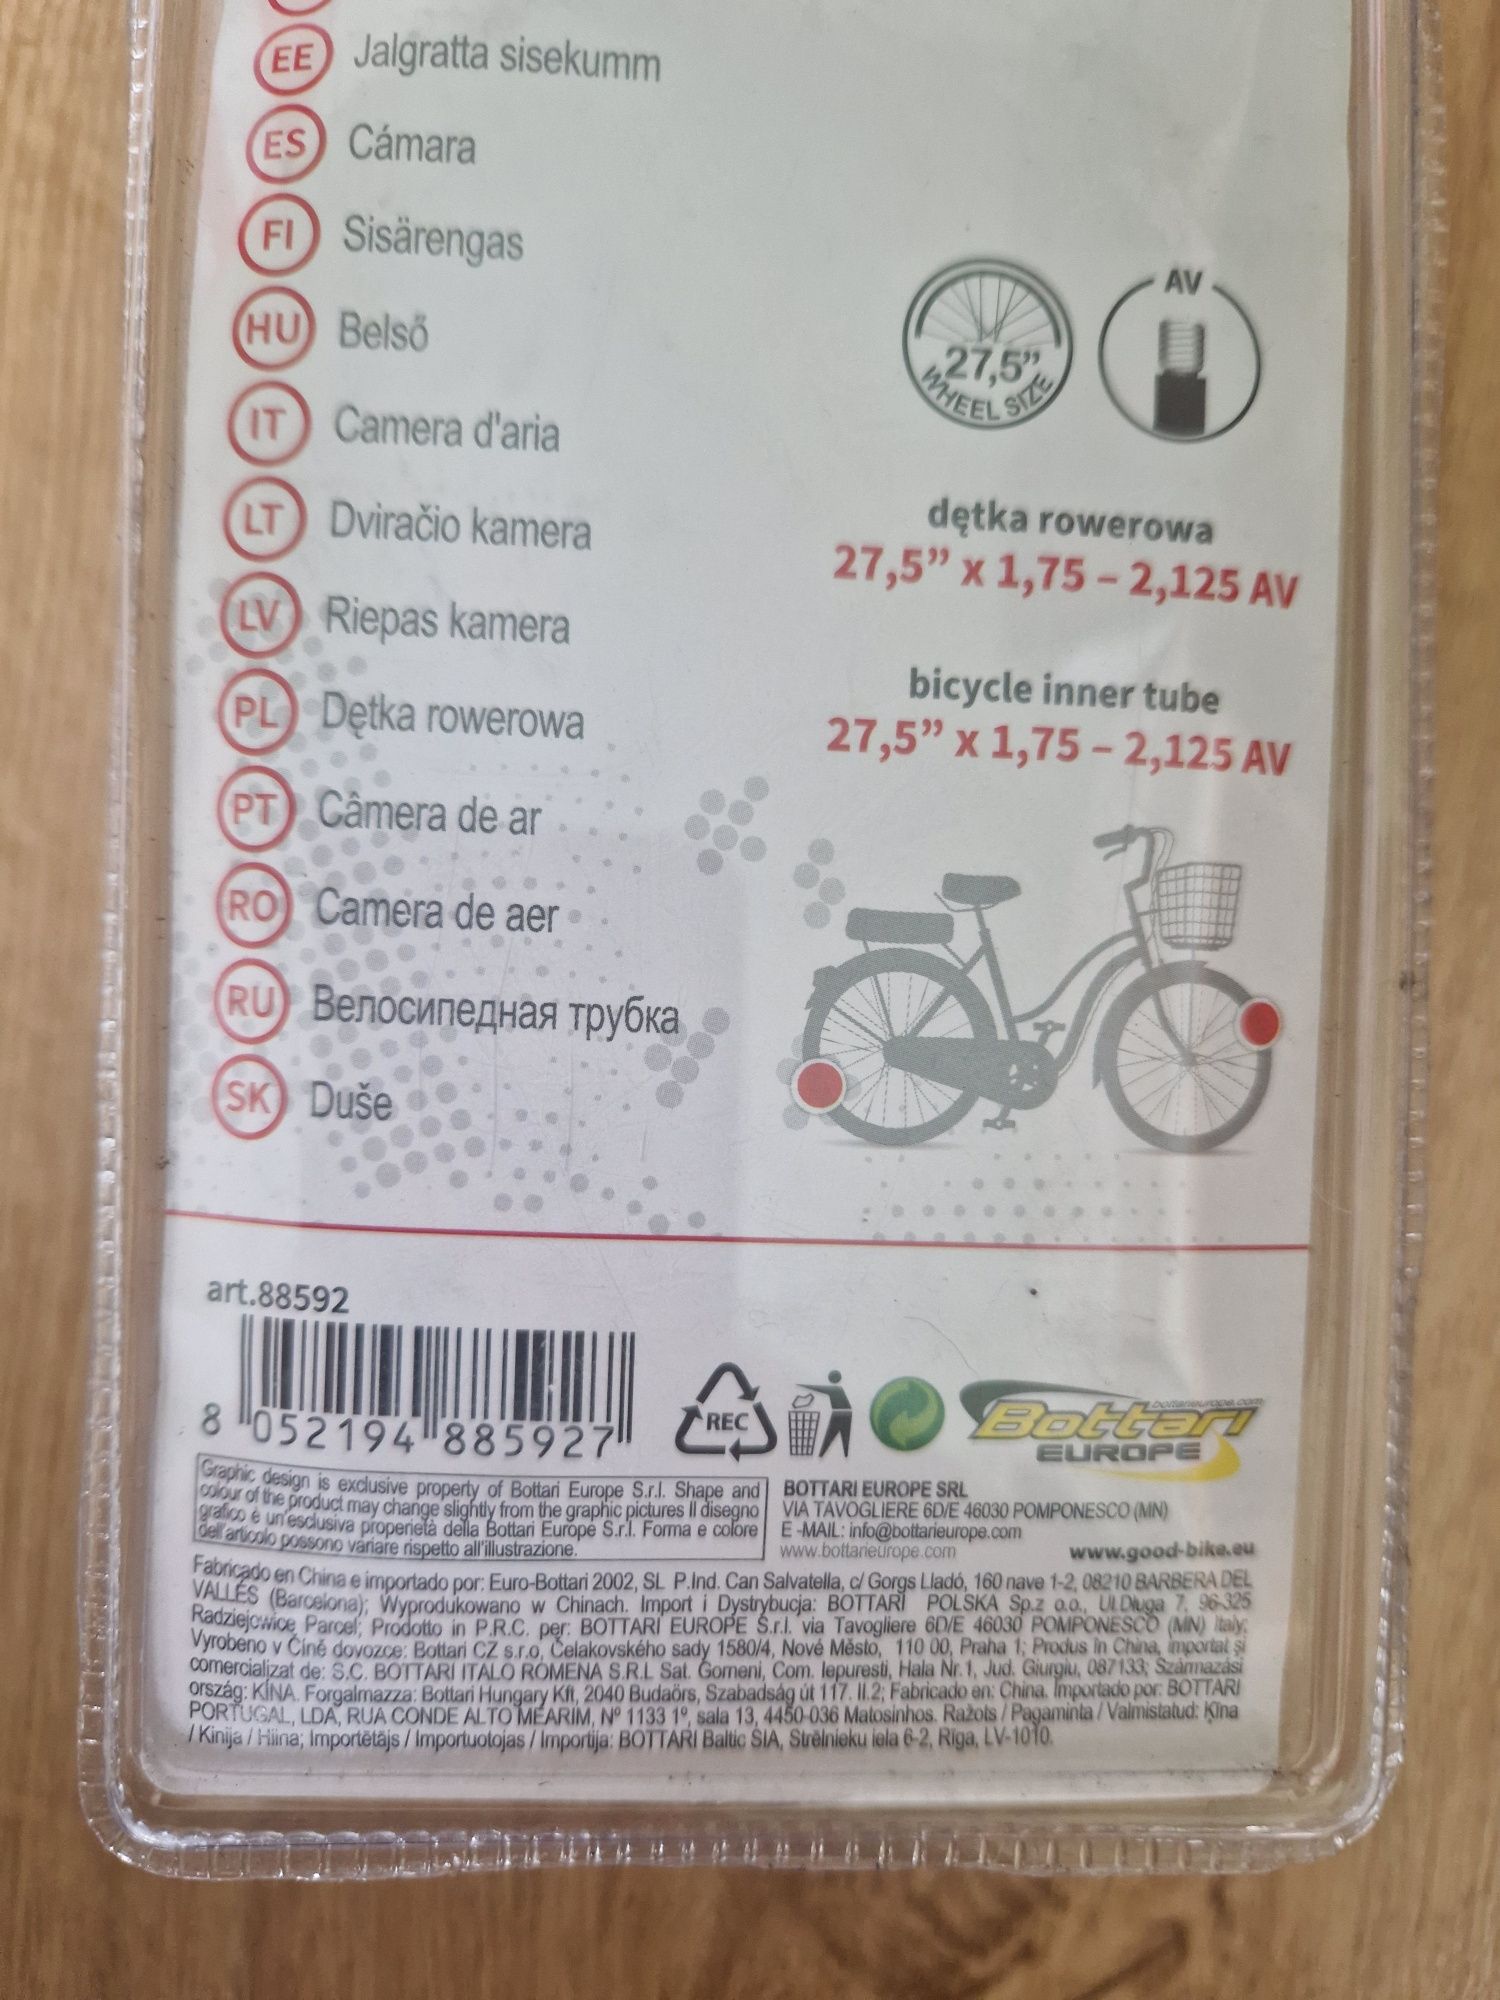 EE Jalgratta sisekumm
ES Cámara
FI Sisärengas
HU Belső
IT Camera d'aria
LT Dviračio kamera
LV Riepas kamera
PL Dętka rowerowa
PT Câmera de ar
RO Camera de aer
RU Велосипедная трубка
SK Duše
27,5”
WHEEL SIZE
AV
dętka rowerowa
27,5” x 1,75 – 2,125 AV
bicycle inner tube
27,5” x 1,75 – 2,125 AV
art.88592
8 052194 885927
REC
bottarieurope.com
Bottari
EUROPE
Graphic design is exclusive property of Bottari Europe S.r.l. Shape and
colour of the product may change slightly from the graphic pictures Il disegno
grafico è un'esclusiva properietà della Bottari Europe S.r.l. Forma e colore
dell'articolo possono variare rispetto all'illustrazione.
BOTTARI EUROPE SRL
VIA TAVOGLIERE 6D/E 46030 POMPONESCO (MN)
E -MAIL: info@bottarieurope.com
www.bottarieurope.com
www.good-bike.eu
Fabricado en China e importado por: Euro-Bottari 2002, SL P.Ind. Can Salvatella, c/ Gorgs Lladó, 160 nave 1-2, 08210 BARBERA DEL
VALLÉS (Barcelona); Wyprodukowano w Chinach. Import i Dystrybucja: BOTTARI POLSKA Sp.z o.o., Ul.Długa 7, 96-325
Radziejowice Parcel; Prodotto in P.R.C. per: BOTTARI EUROPE S.r.l. via Tavogliere 6D/E 46030 POMPONESCO (MN) Italy;
Vyrobeno v Číně dovozce: Bottari CZ s.r.o, Čelakovského sady 1580/4, Nové Město, 110 00, Praha 1; Produs în China, importat și
comercializat de: S.C. BOTTARI ITALO ROMENA S.R.L Sat. Gorneni, Com. Iepuresti, Hala Nr.1, Jud. Giurgiu, 087133; Származási
ország: KÍNA. Forgalmazza: Bottari Hungary Kft, 2040 Budaörs, Szabadság út 117. II.2; Fabricado en: China. Importado por: BOTTARI
PORTUGAL, LDA, RUA CONDE ALTO MEARIM, Nº 1133 1º, sala 13, 4450-036 Matosinhos. Ražots / Pagaminta / Valmistatud: Ķīna
/ Kinija / Hiina; Importētājs / Importuotojas / Importija: BOTTARI Baltic SIA, Strēlnieku iela 6-2, Rīga, LV-1010.